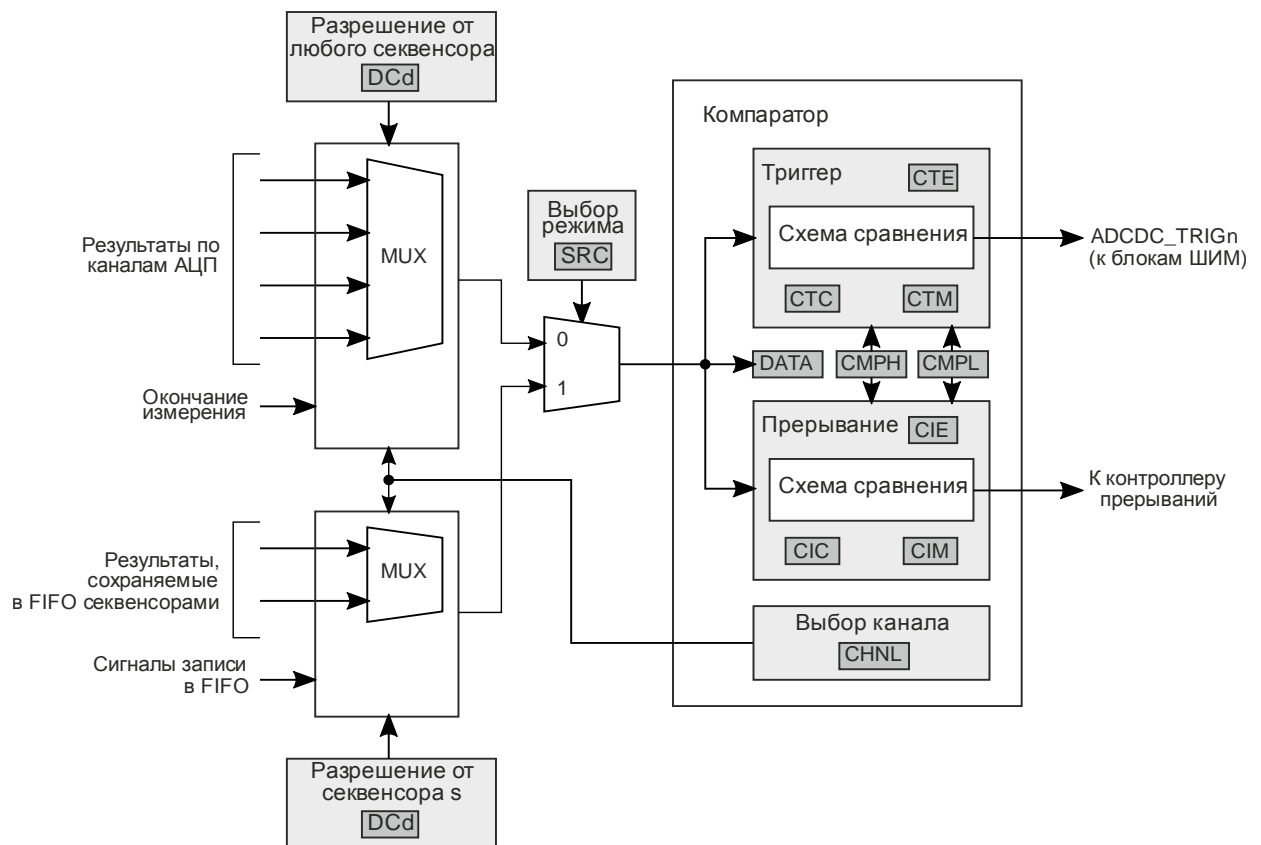 Разрешение от
любого секвенсора
DCd
Результаты по
каналам АЦП
MUX
Окончание
измерения
Выбор
режима
SRC
0
1
Результаты,
сохраняемые
в FIFO секвенсорами
MUX
Сигналы записи
в FIFO
Разрешение от
секвенсора s
DCd
Компаратор
Триггер
CTE
Схема сравнения
CTC
CTM
DATA
CMPH
CMPL
Прерывание
CIE
Схема сравнения
CIC
CIM
Выбор канала
CHNL
ADCDC_TRIGn
(к блокам ШИМ)
К контроллеру
прерываний